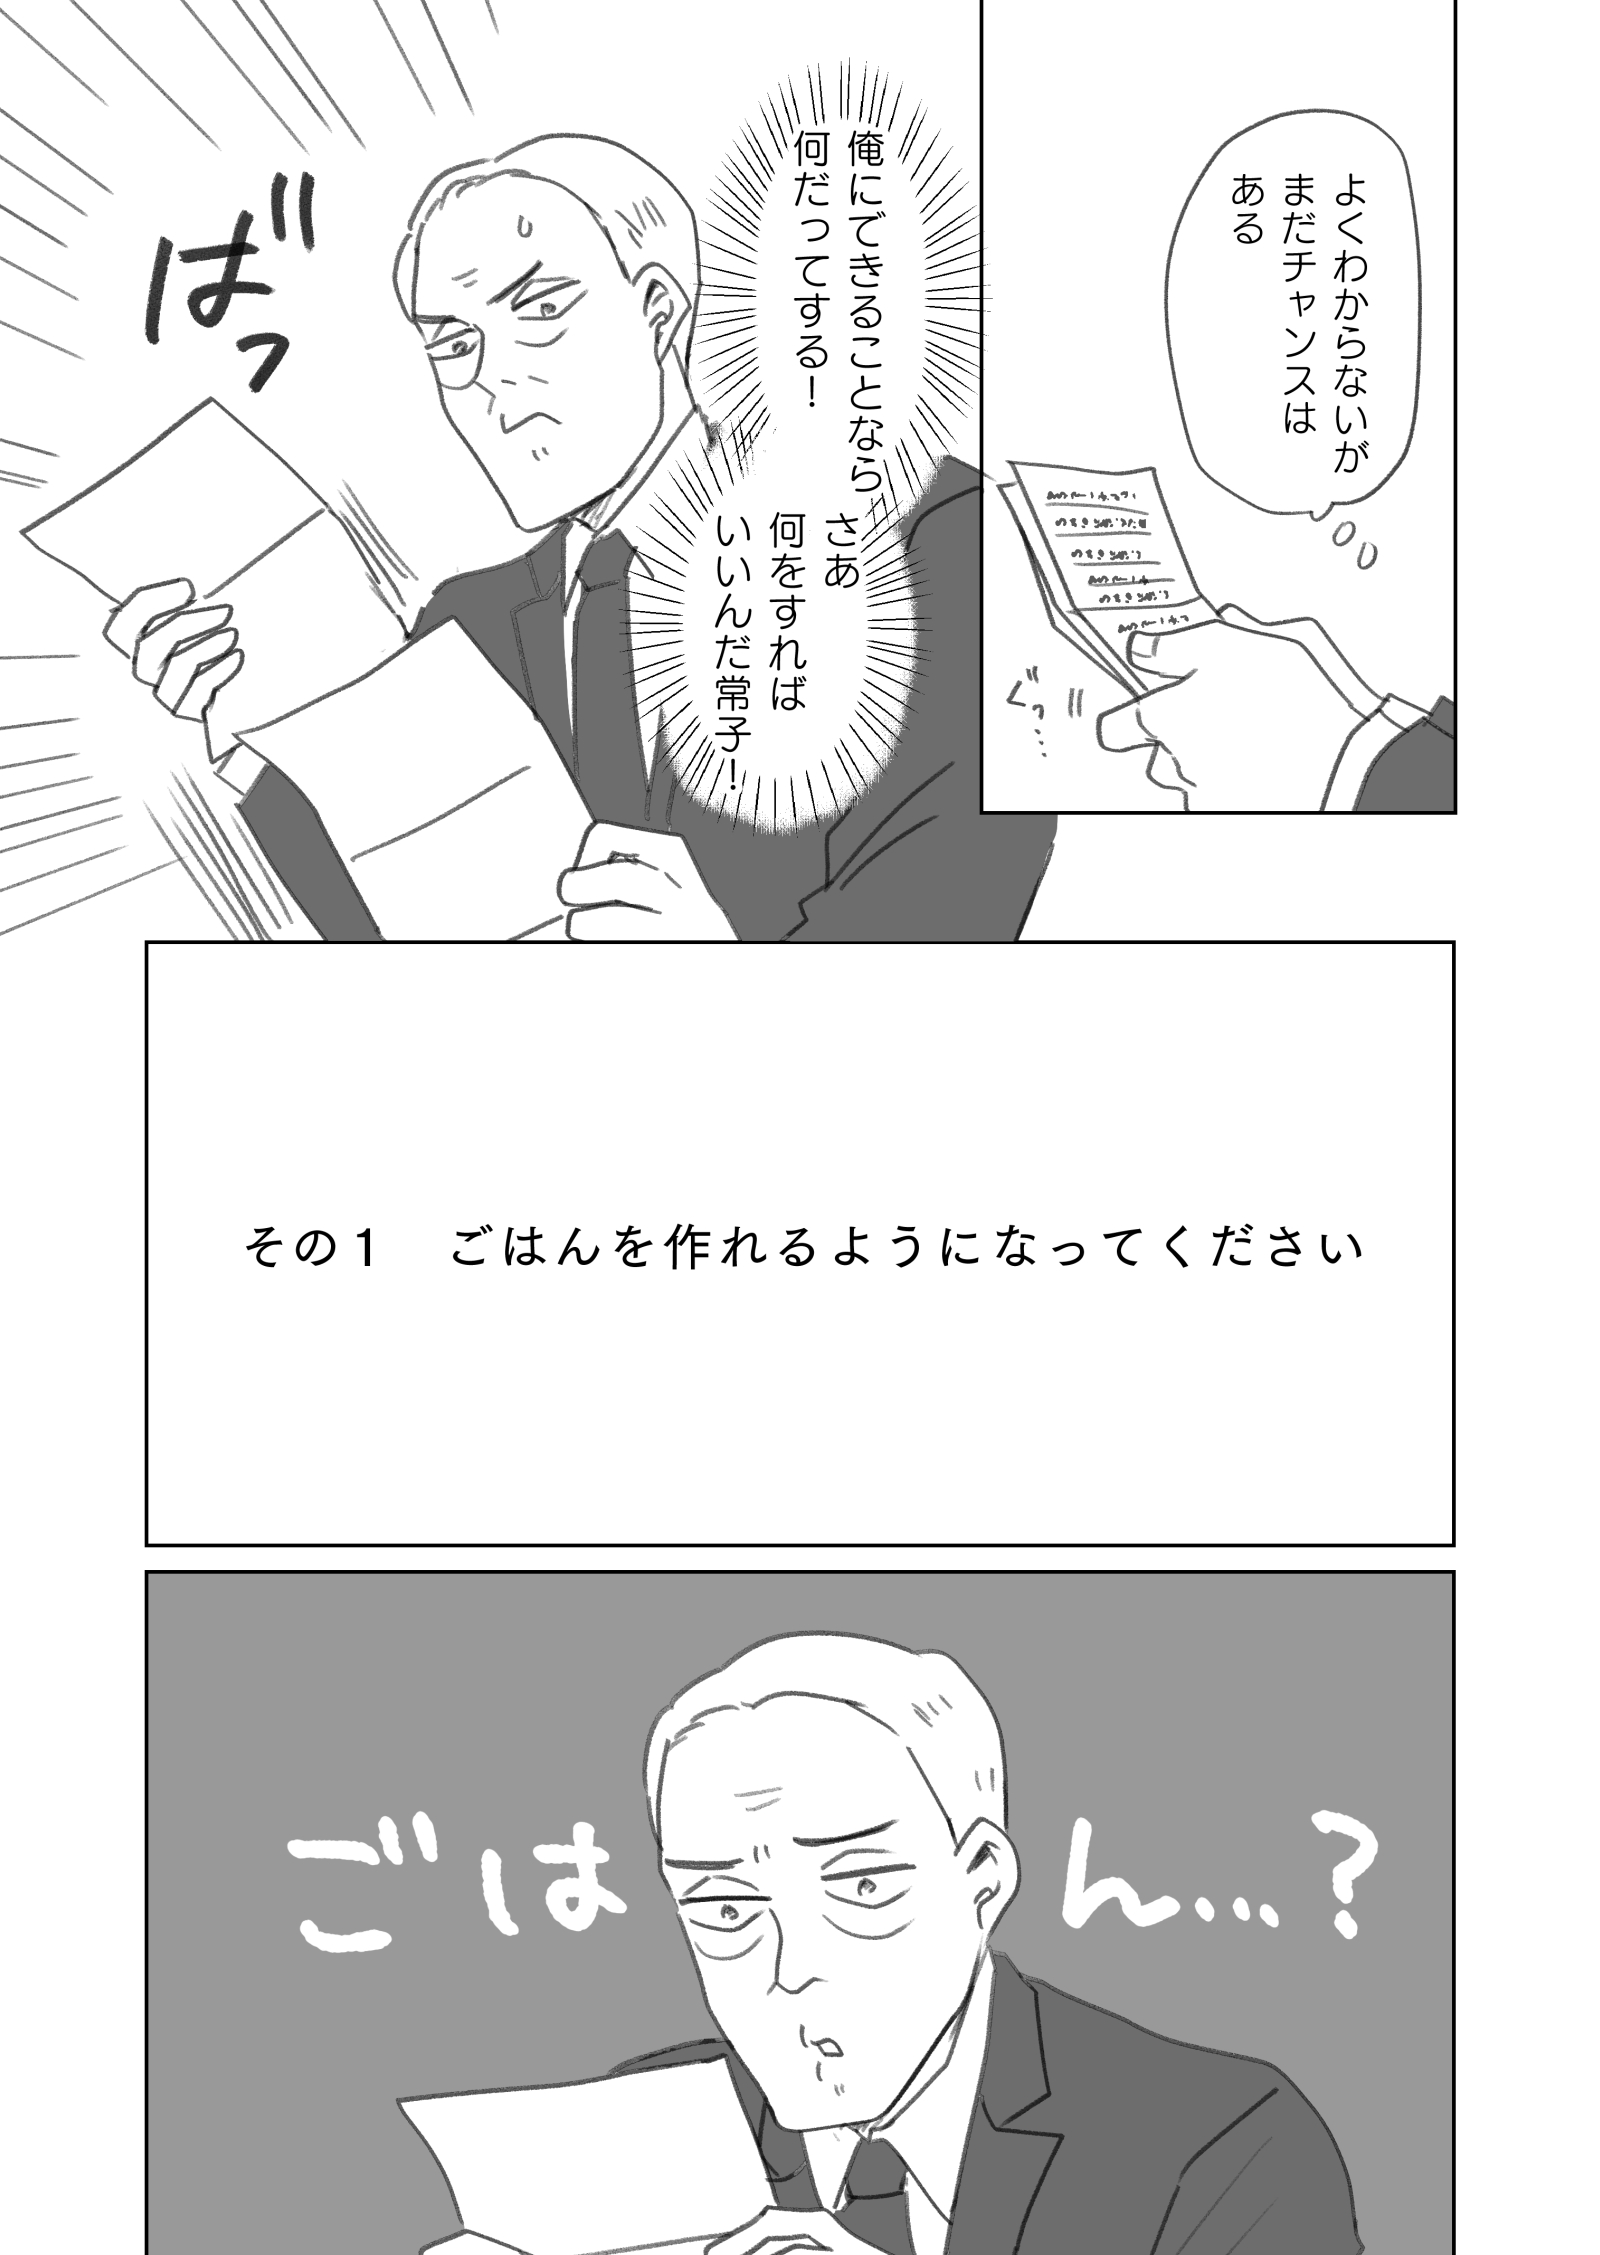 よくわからないが
まだチャンスは
ある
ぐっ…
俺にできることなら
何だってする！
さあ
何をすれば
いいんだ常子！
ばっ
その１　ごはんを作れるようになってください
ごはん…？